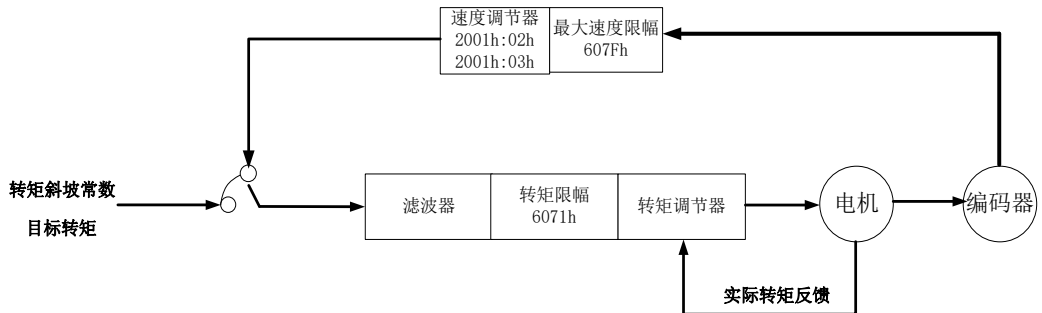 速度调节器
2001h:02h
2001h:03h
最大速度限幅
607Fh
转矩斜坡常数
目标转矩
滤波器
转矩限幅
6071h
转矩调节器
电机
编码器
实际转矩反馈